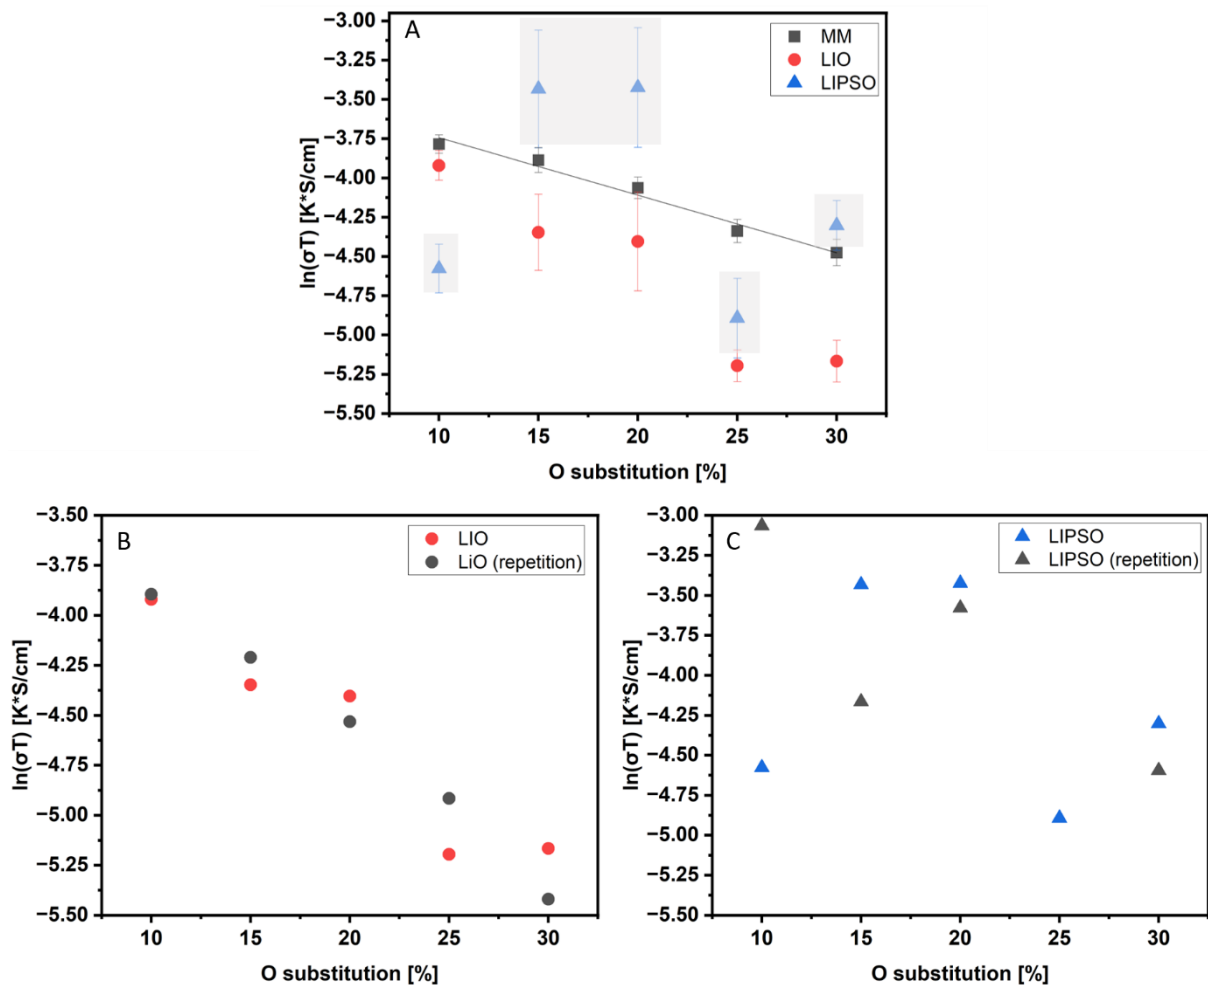 A
MM
LIO
LIPSO
−3.00
−3.25
−3.50
−3.75
−4.00
−4.25
−4.50
−4.75
−5.00
−5.25
−5.50
ln(σT) [K*S/cm]
10 15 20 25 30
O substitution [%]
B
LIO
LiO (repetition)
−3.50
−3.75
−4.00
−4.25
−4.50
−4.75
−5.00
−5.25
−5.50
ln(σT) [K*S/cm]
10 15 20 25 30
O substitution [%]
C
LIPSO
LIPSO (repetition)
−3.00
−3.25
−3.50
−3.75
−4.00
−4.25
−4.50
−4.75
−5.00
−5.25
−5.50
ln(σT) [K*S/cm]
10 15 20 25 30
O substitution [%]